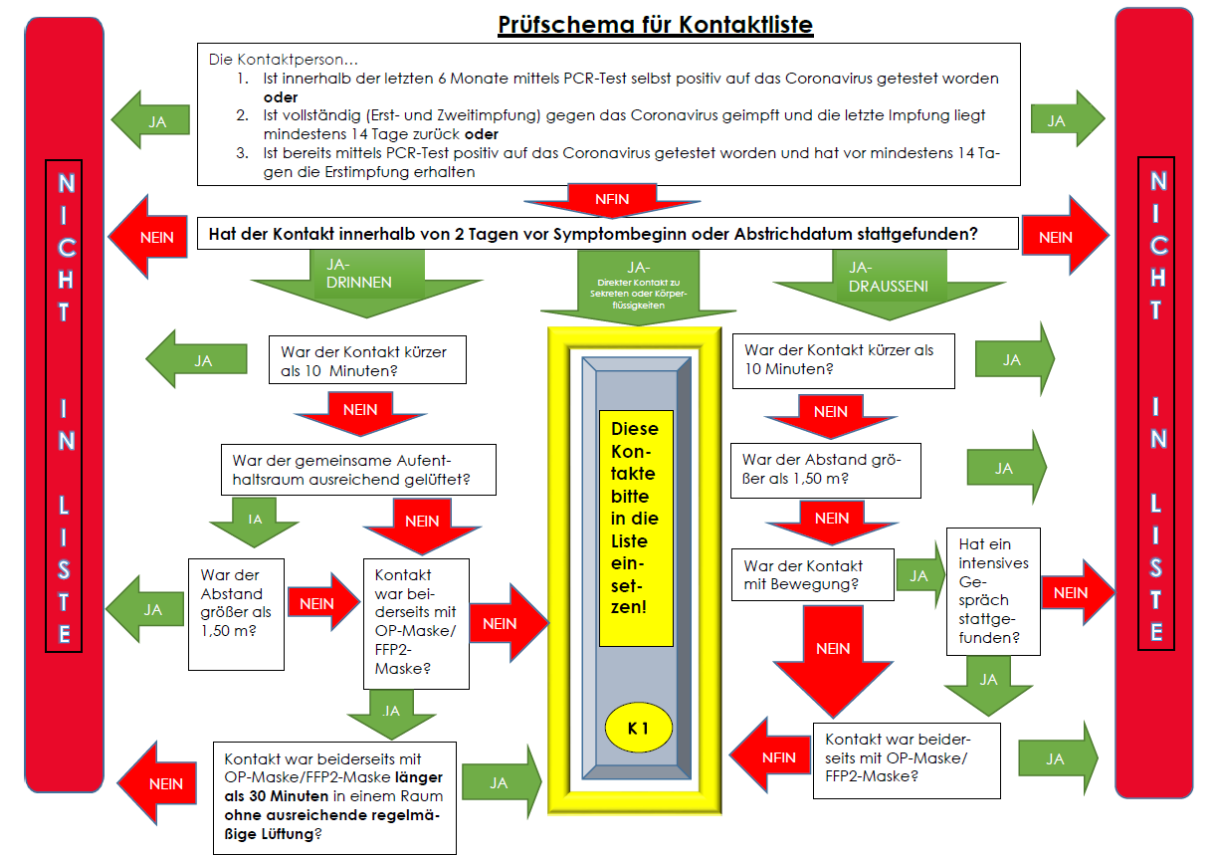 Prüfschema für Kontaktliste
Die Kontaktperson…
1. Ist innerhalb der letzten 6 Monate mittels PCR-Test selbst positiv auf das Coronavirus getestet worden
oder
2. Ist vollständig (Erst- und Zweitimpfung) gegen das Coronavirus geimpft und die letzte Impfung liegt
mindestens 14 Tage zurück oder
3. Ist bereits mittels PCR-Test positiv auf das Coronavirus getestet worden und hat vor mindestens 14 Ta-
gen die Erstimpfung erhalten
JA
JA
NEIN
NICHT IN LISTE
NICHT IN LISTE
NEIN
Hat der Kontakt innerhalb von 2 Tagen vor Symptombeginn oder Abstrichdatum stattgefunden?
NEIN
JA-
DRINNEN
JA-
Direkter Kontakt zu
Sekreten oder Körper-
flüssigkeiten
JA-
DRAUSSEN!
JA
War der Kontakt kürzer
als 10 Minuten?
NEIN
War der gemeinsame Aufent-
haltsraum ausreichend gelüftet?
JA
NEIN
JA
War der
Abstand
größer als
1,50 m?
NEIN
Kontakt
war bei-
derseits mit
OP-Maske/
FFP2-
Maske?
NEIN
JA
NEIN
Kontakt war beiderseits mit
OP-Maske/FFP2-Maske länger
als 30 Minuten in einem Raum
ohne ausreichende regelmä-
ßige Lüftung?
JA
Diese
Kon-
takte
bitte
in die
Liste
ein-
set-
zen!
K 1
War der Kontakt kürzer als
10 Minuten?
JA
NEIN
War der Abstand grö-
ßer als 1,50 m?
JA
NEIN
War der Kontakt
mit Bewegung?
JA
Hat ein
intensives
Ge-
spräch
stattge-
funden?
NEIN
NEIN
JA
NEIN
Kontakt war beider-
seits mit OP-Maske/
FFP2-Maske?
JA